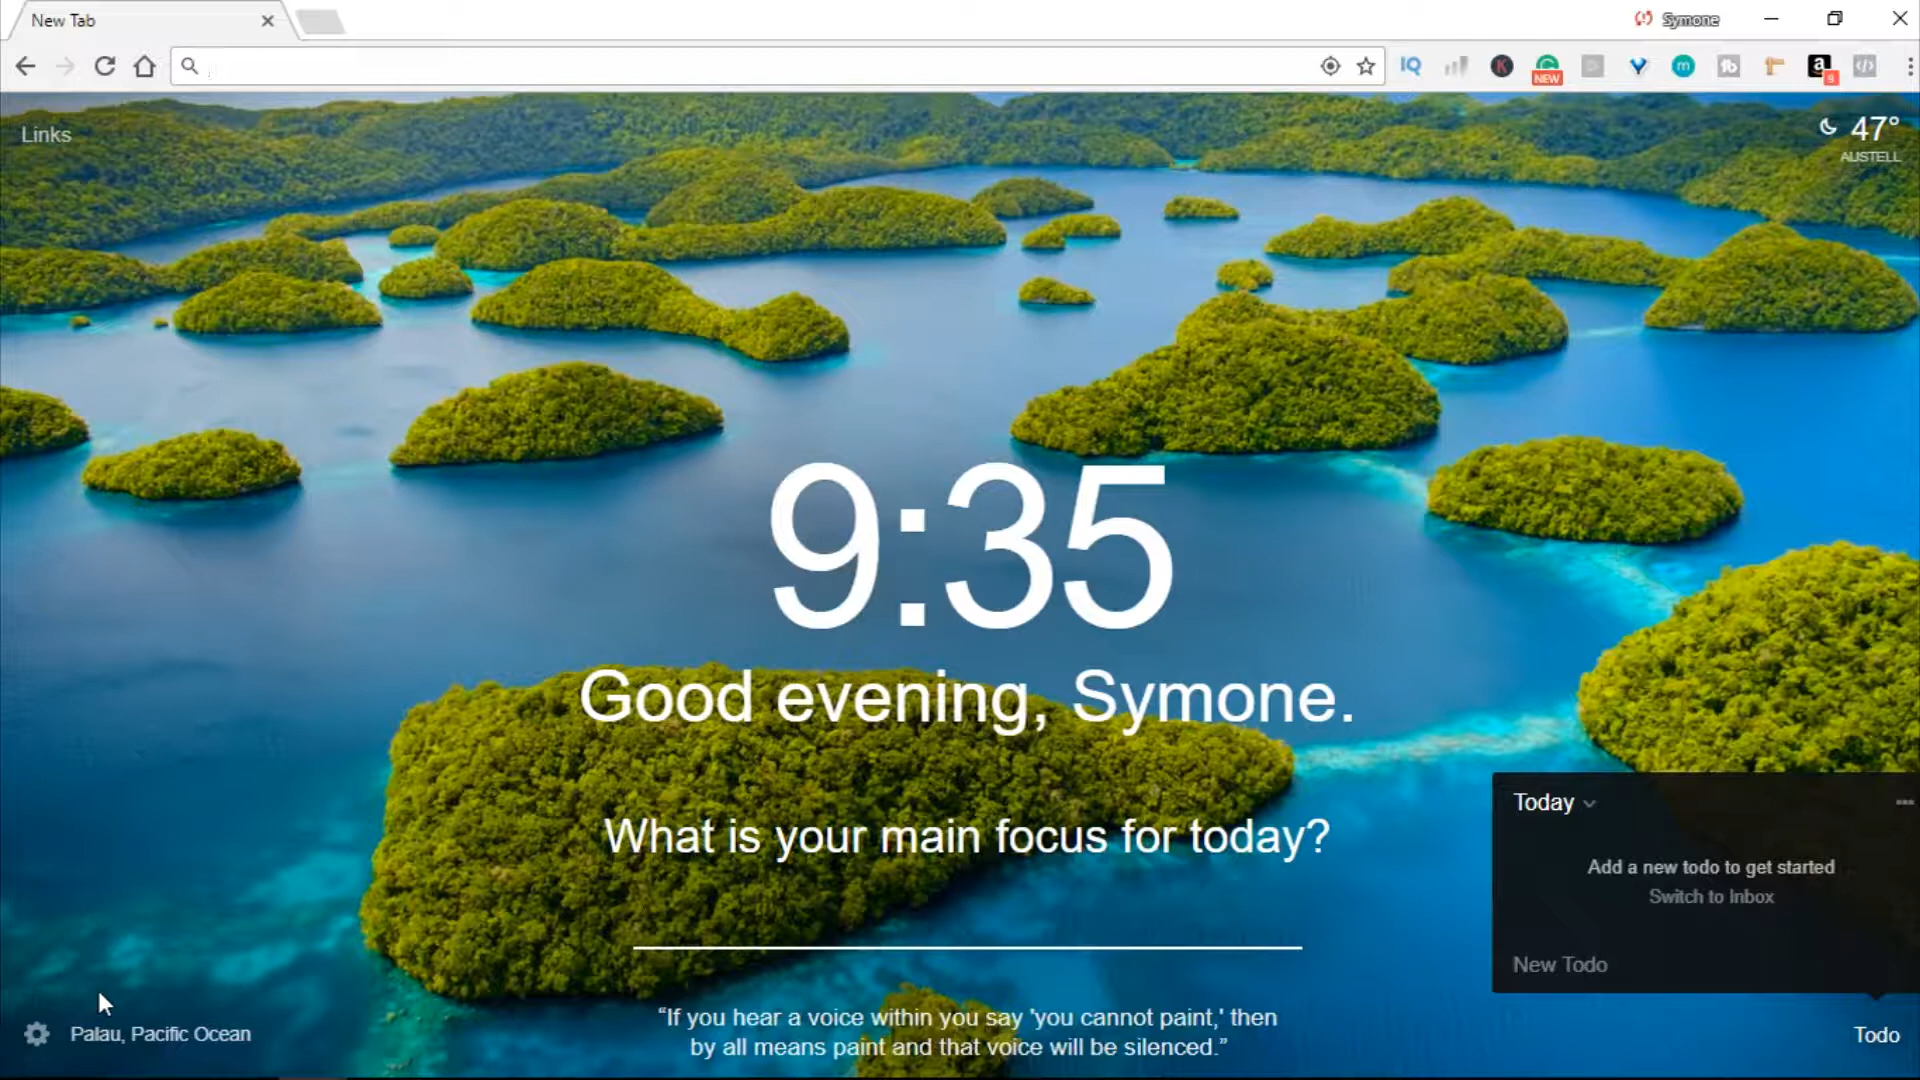 New Tab
Symone
IQ
K
NEW
m
a
9
Links
47°
AUSTELL
9:35
Good evening, Symone.
What is your main focus for today?
Today
Add a new todo to get started
Switch to Inbox
New Todo
Palau, Pacific Ocean
“If you hear a voice within you say 'you cannot paint,' then
by all means paint and that voice will be silenced.”
Todo